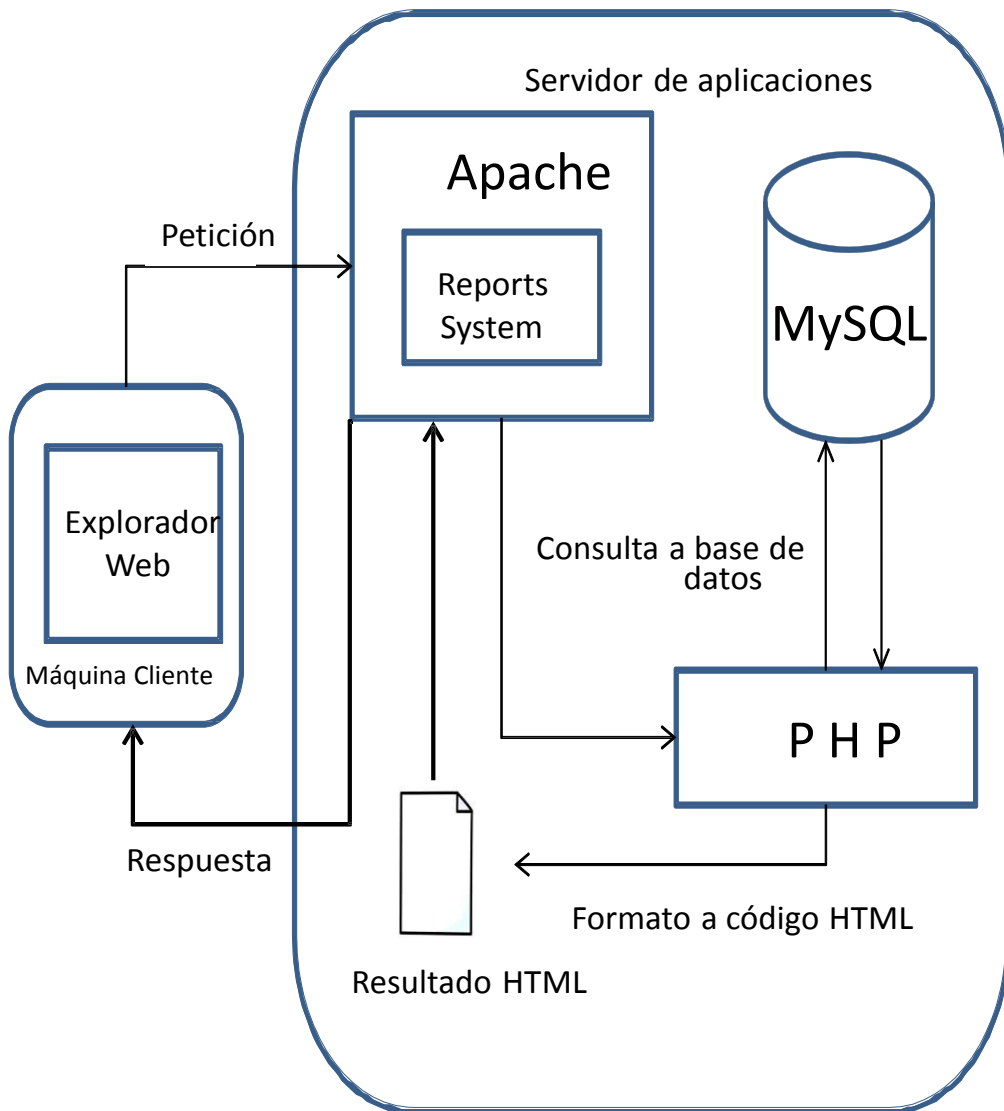 Servidor de aplicaciones
Apache
Petición
Reports
System
MySQL
Explorador
Web
Máquina Cliente
Consulta a base de
datos
P H P
Respuesta
Formato a código HTML
Resultado HTML